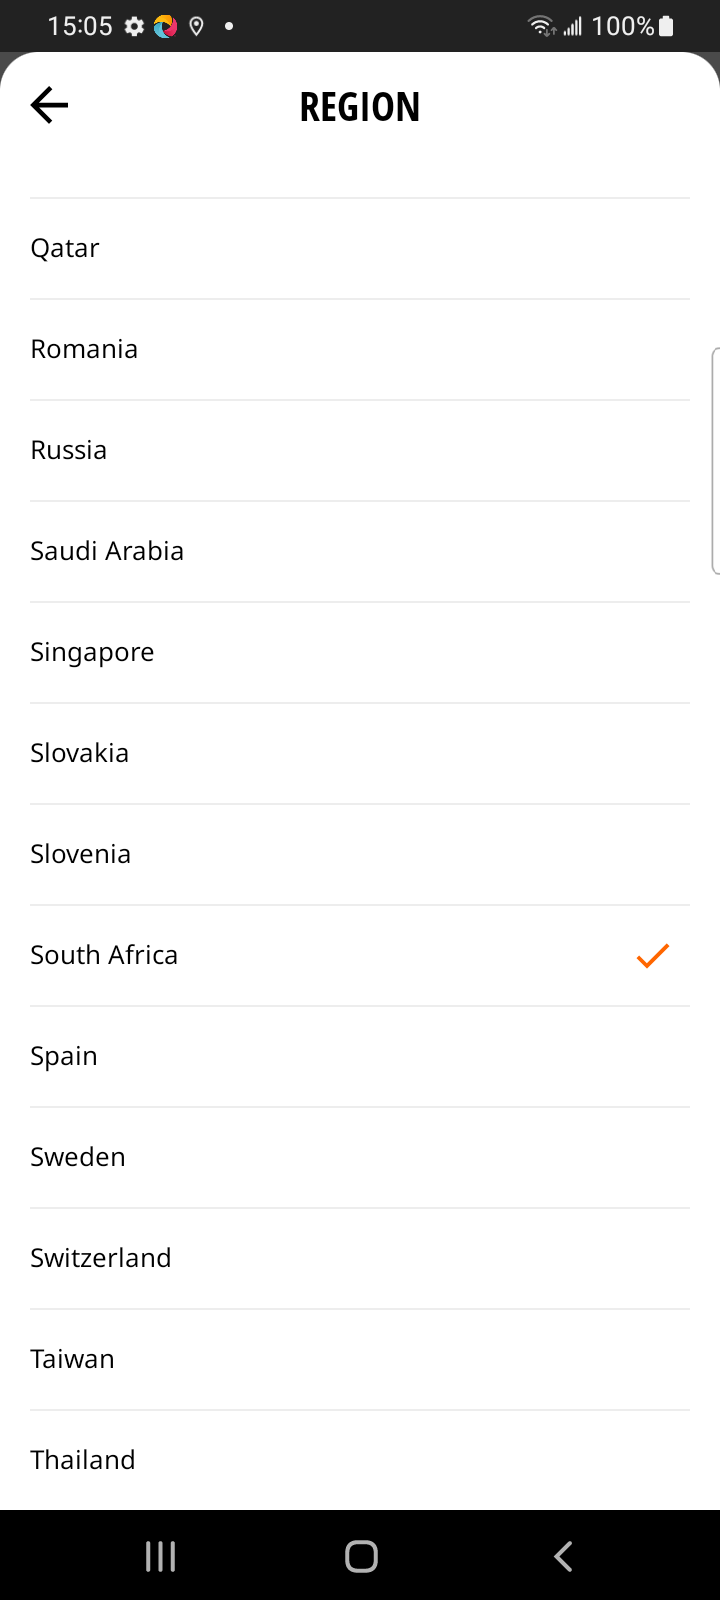 15:05 100%
REGION
Qatar
Romania
Russia
Saudi Arabia
Singapore
Slovakia
Slovenia
South Africa
Spain
Sweden
Switzerland
Taiwan
Thailand